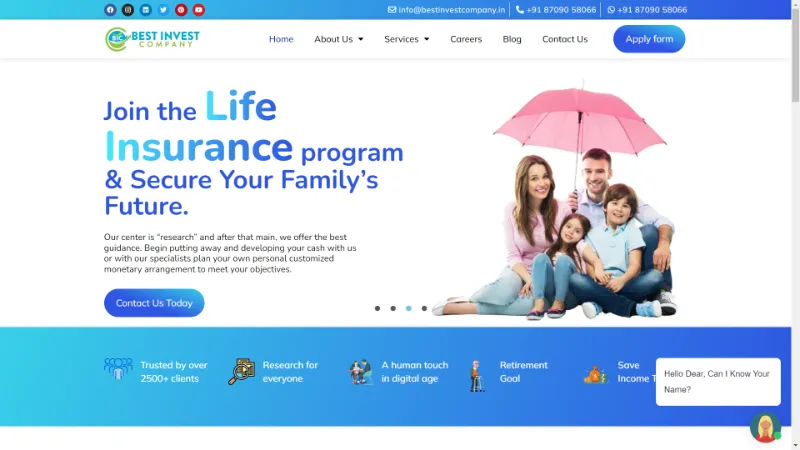 info@bestinvestcompany.in
+91 87090 58066
+91 87090 58066
BIC
BEST INVEST
COMPANY
Home
About Us
Services
Careers
Blog
Contact Us
Apply form
Join the Life
Insurance program
& Secure Your Family’s
Future.
Our center is “research” and after that main, we offer the best
guidance. Begin putting away and developing your cash with us
or with our specialists plan your own personal customized
monetary arrangement to meet your objectives.
Contact Us Today
Trusted by over
2500+ clients
Research for
everyone
A human touch
in digital age
Retirement
Goal
Save
Income T
Hello Dear, Can I Know Your
Name?